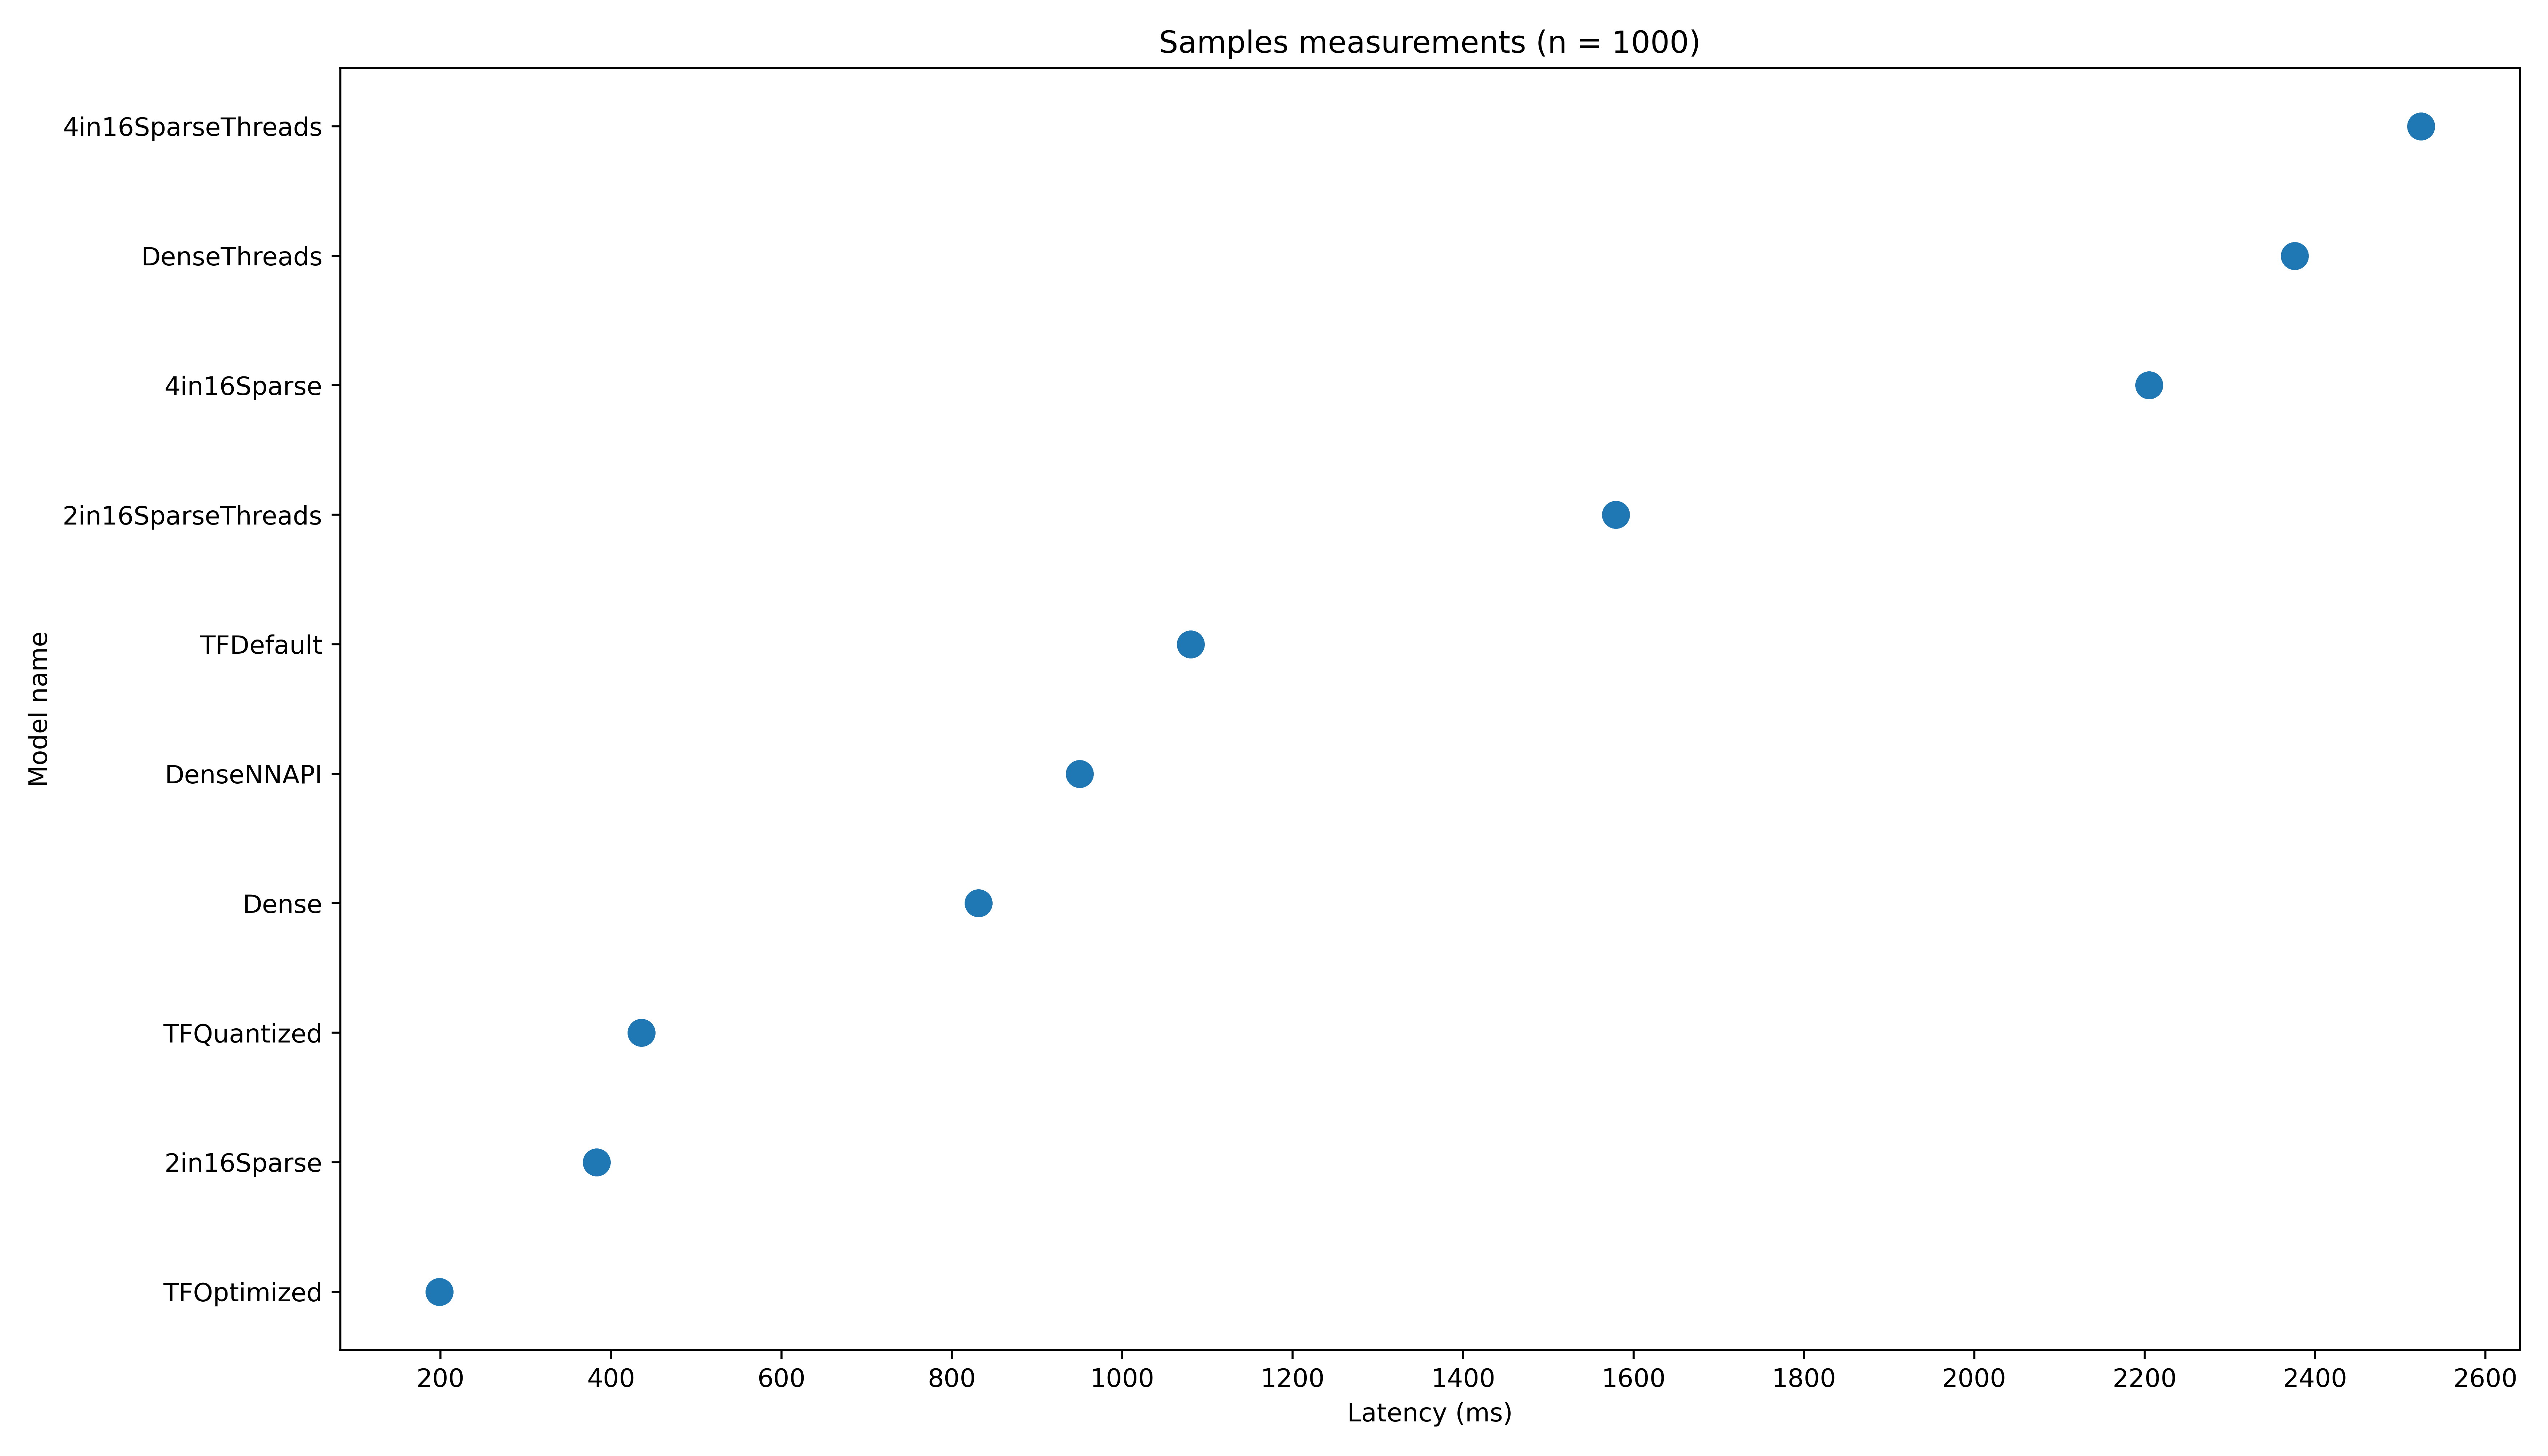 Samples measurements (n = 1000)
4in16SparseThreads
DenseThreads
4in16Sparse
2in16SparseThreads
TFDefault
DenseNNAPI
Dense
TFQuantized
2in16Sparse
TFOptimized
Model name
200 400 600 800 1000 1200 1400 1600 1800 2000 2200 2400 2600
Latency (ms)